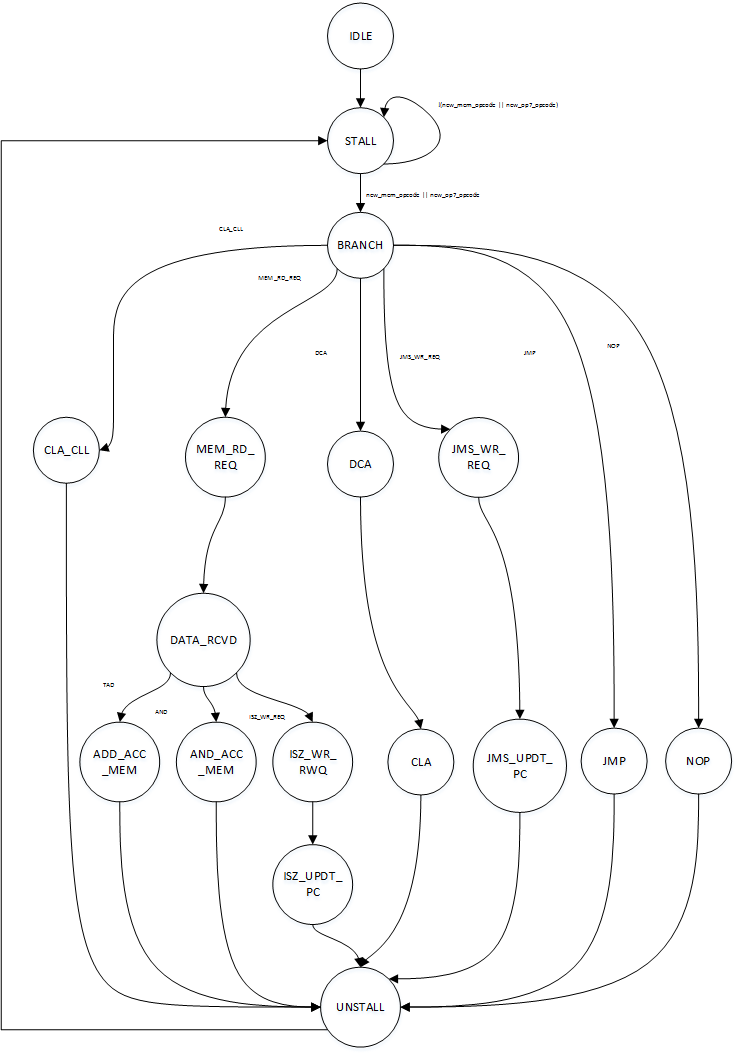 IDLE
!(new_mem_opcode || new_op7_opcode)
STALL
new_mem_opcode || new_op7_opcode
CLA_CLL
BRANCH
MEM_RD_REQ
DCA
JMS_WR_REQ
JMP
NOP
CLA_CLL
MEM_RD_
REQ
DCA
JMS_WR_
REQ
DATA_RCVD
TAD
AND
ISZ_WR_REQ
ADD_ACC
_MEM
AND_ACC
_MEM
ISZ_WR_
RWQ
CLA
JMS_UPDT_
PC
JMP
NOP
ISZ_UPDT_
PC
UNSTALL